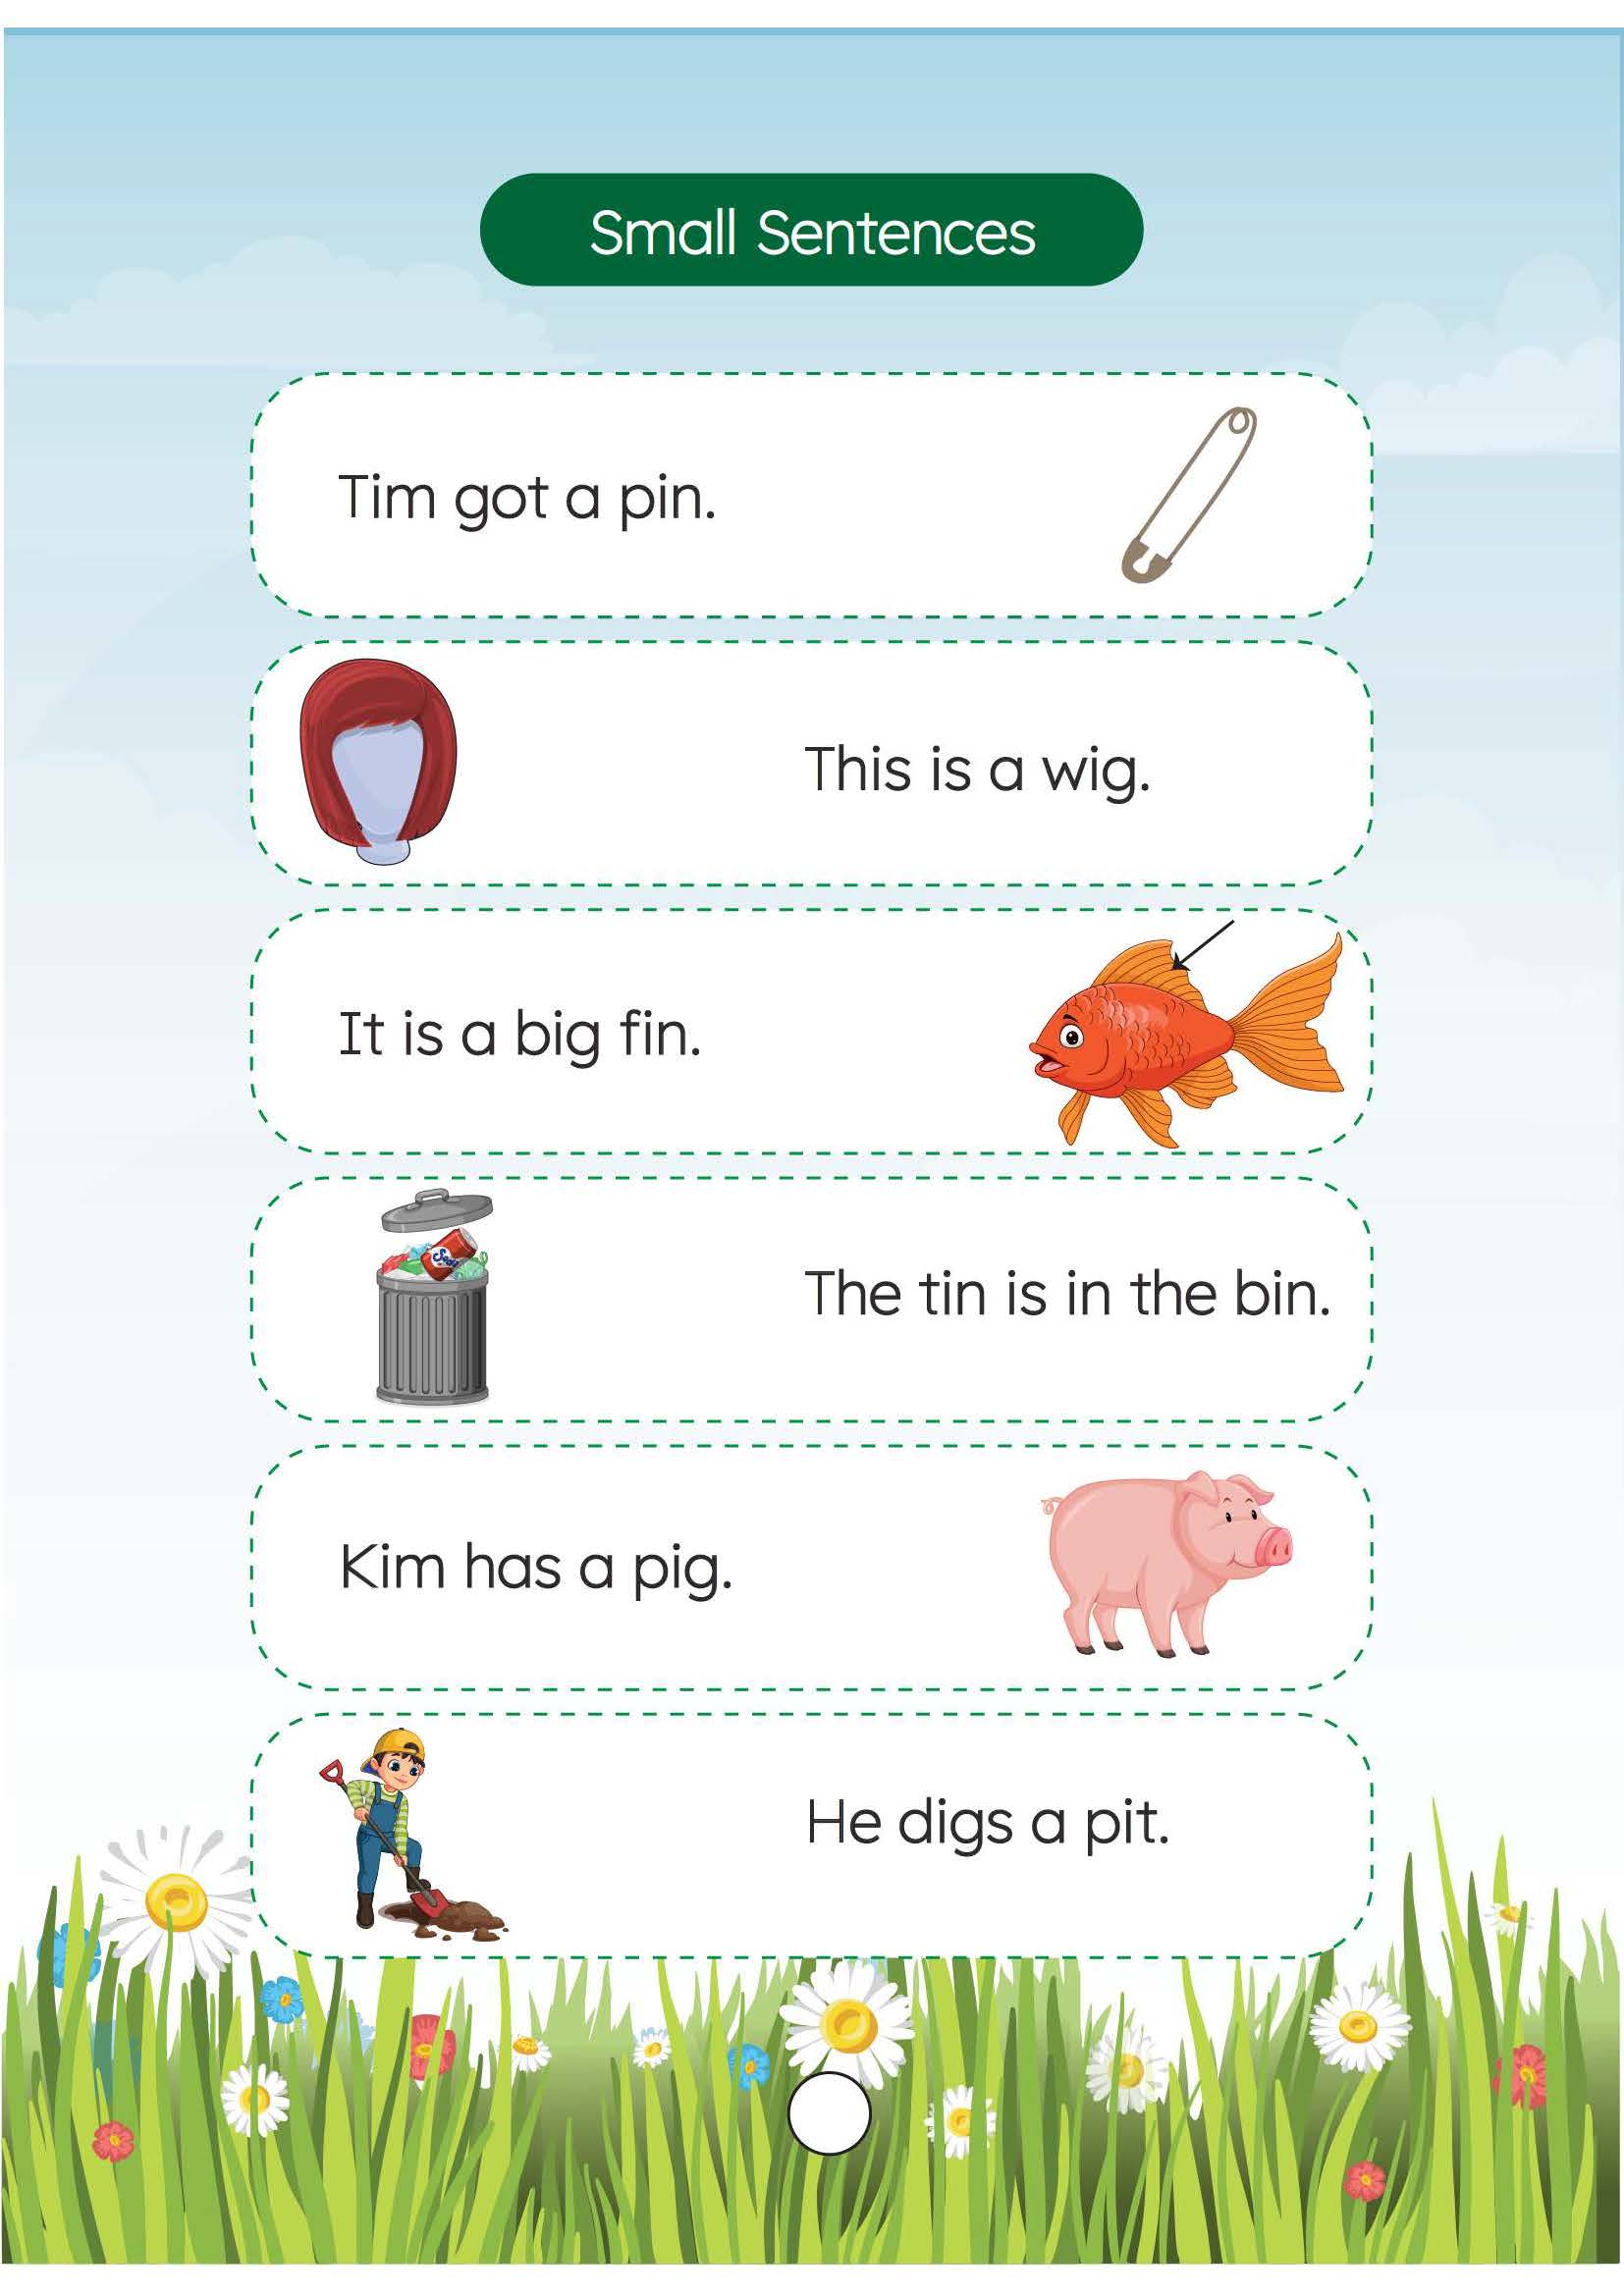 Small Sentences
Tim got a pin.
This is a wig.
It is a big fin.
The tin is in the bin.
Kim has a pig.
He digs a pit.